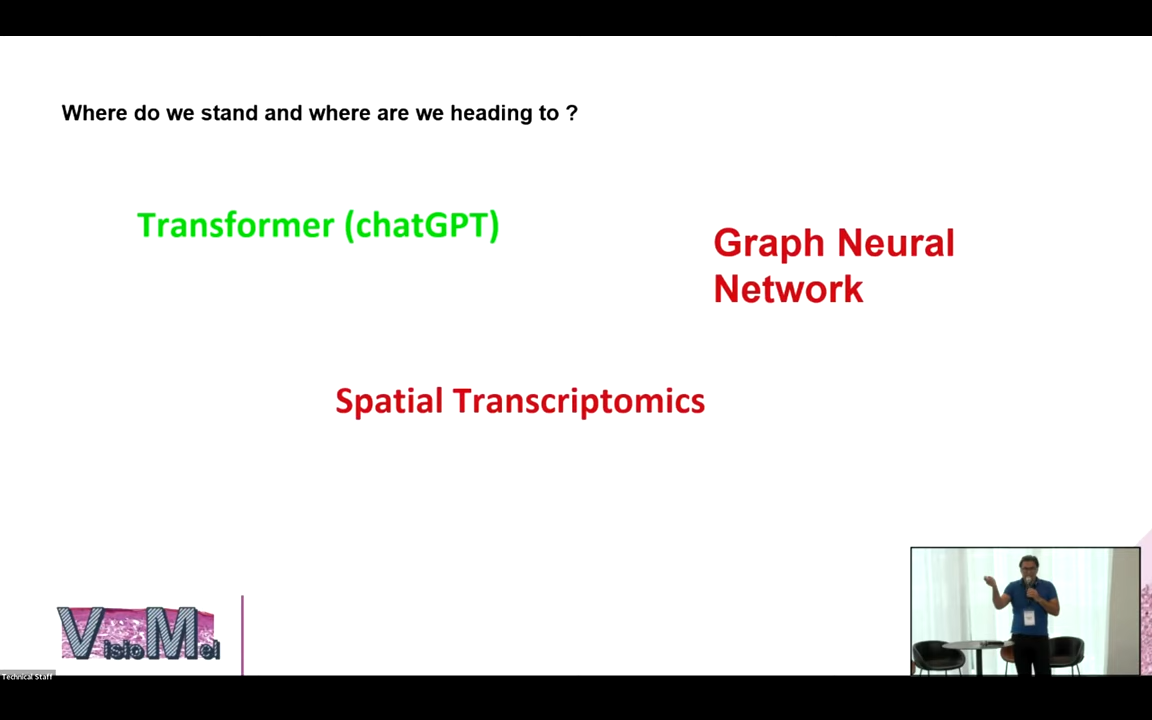 Where do we stand and where are we heading to ?
Transformer (chatGPT)
Graph Neural
Network
Spatial Transcriptomics
VisioMel
Technical Staff